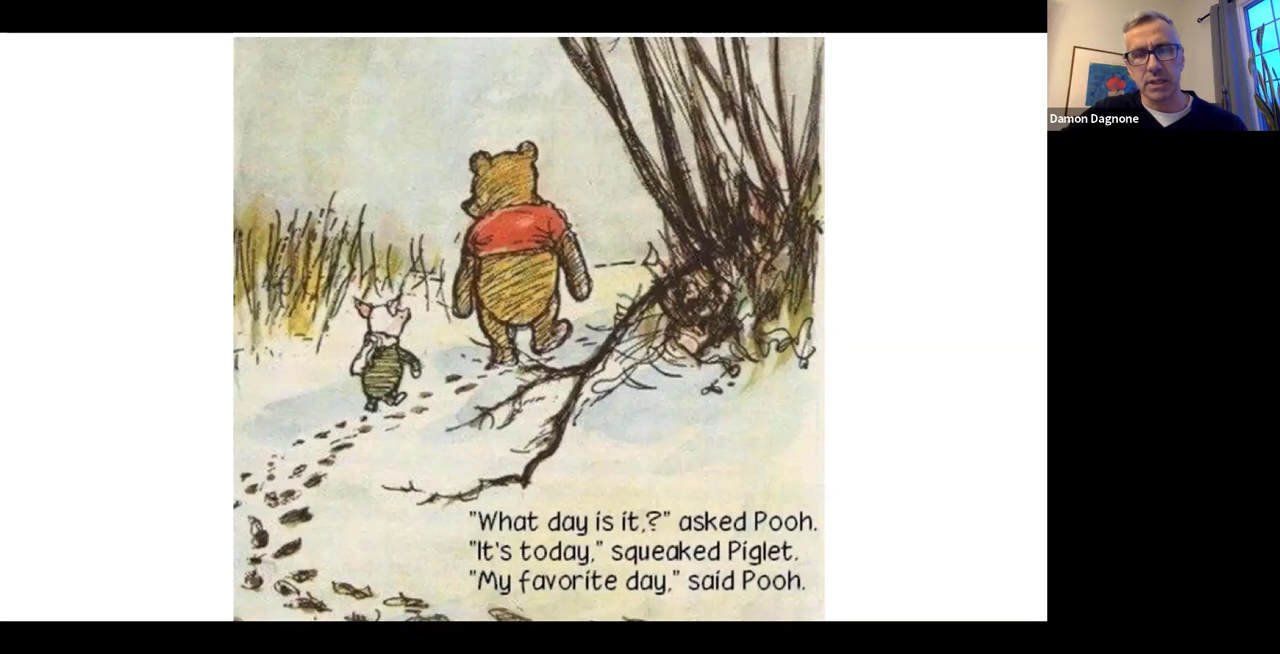 Damon Dagnone
"What day is it,?" asked Pooh.
"It's today," squeaked Piglet.
"My favorite day," said Pooh.